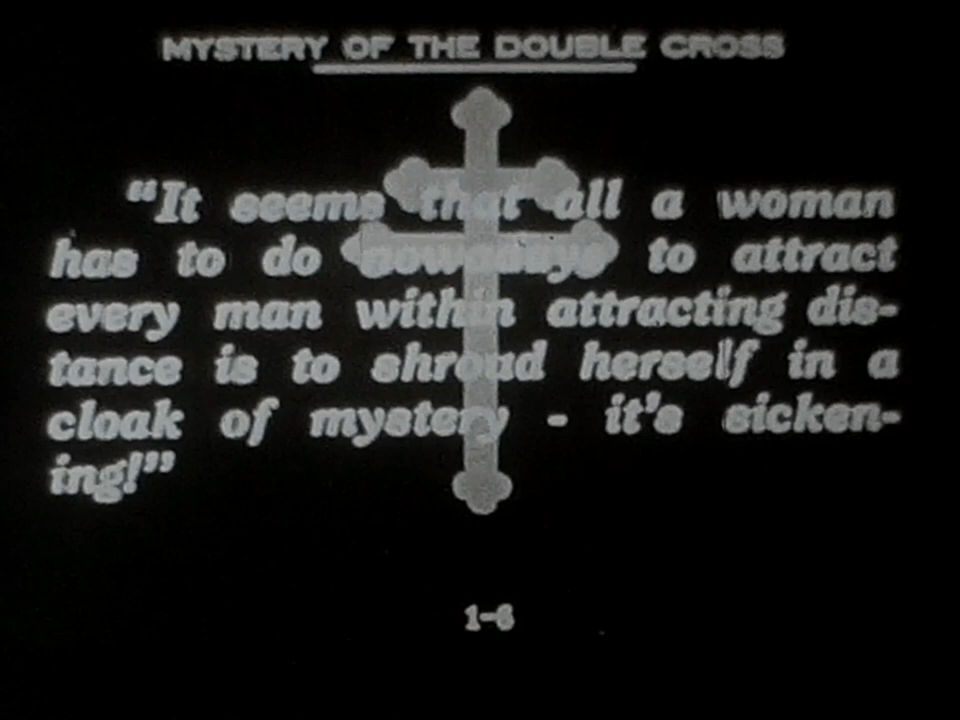 MYSTERY OF THE DOUBLE CROSS
“It seems that all a woman
has to do nowadays to attract
every man within attracting dis-
tance is to shroud herself in a
cloak of mystery - it's sicken-
ing!”
1-6